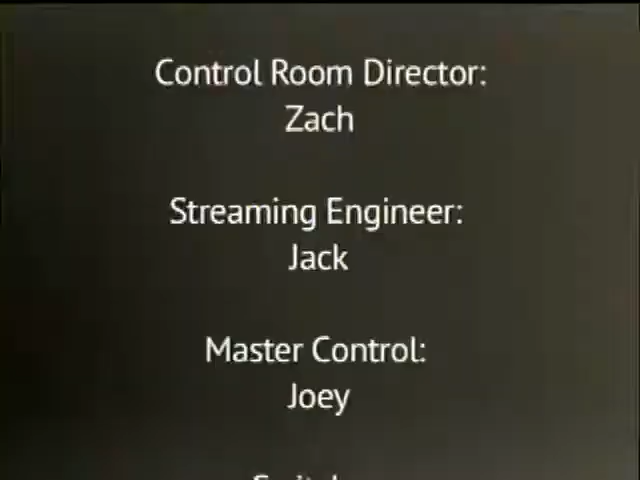 Control Room Director:
Zach
Streaming Engineer:
Jack
Master Control:
Joey